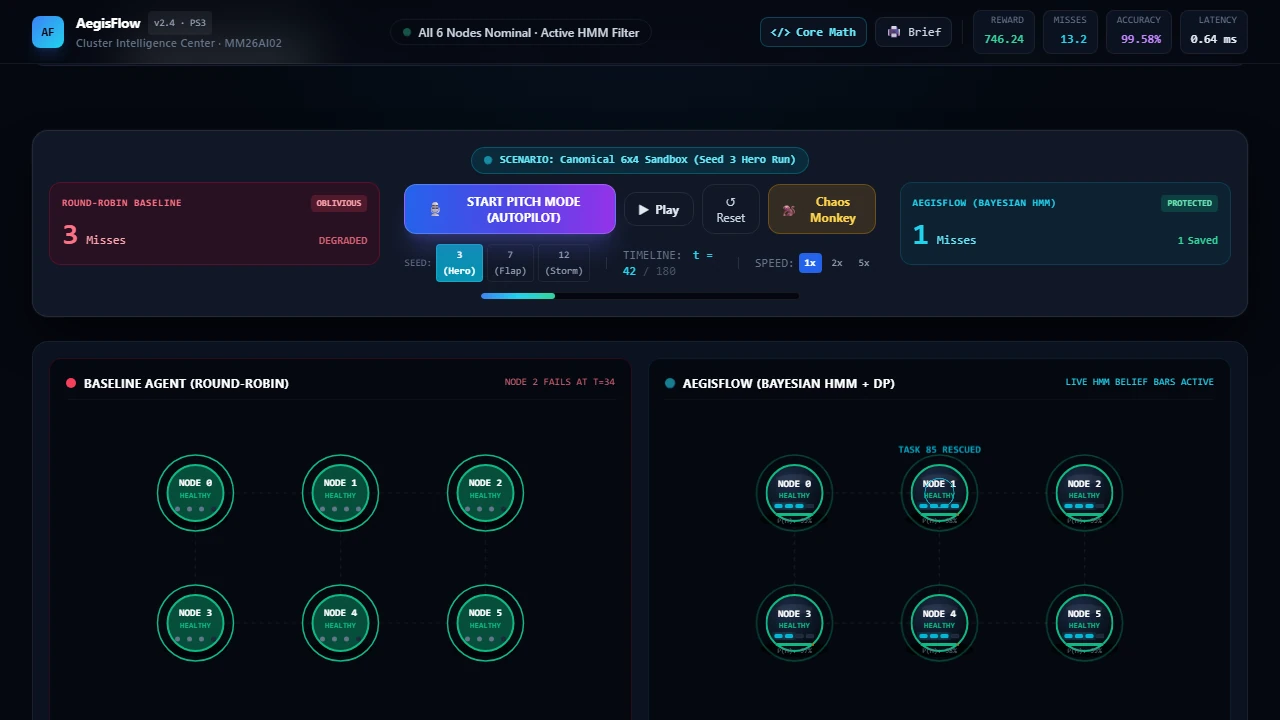 AF
AegisFlow v2.4 · PS3
Cluster Intelligence Center · MM26AI02
All 6 Nodes Nominal · Active HMM Filter
</> Core Math
Brief
REWARD
746.24
MISSES
13.2
ACCURACY
99.58%
LATENCY
0.64 ms
SCENARIO: Canonical 6x4 Sandbox (Seed 3 Hero Run)
ROUND-ROBIN BASELINE
OBLIVIOUS
3 Misses
DEGRADED
START PITCH MODE
(AUTOPILOT)
▶ Play
↺
Reset
Chaos
Monkey
SEED:
3
(Hero)
7
(Flap)
12
(Storm)
TIMELINE: t =
42 / 180
SPEED: 1x 2x 5x
AEGISFLOW (BAYESIAN HMM)
PROTECTED
1 Misses
1 Saved
BASELINE AGENT (ROUND-ROBIN)
NODE 2 FAILS AT T=34
NODE 0
HEALTHY
NODE 1
HEALTHY
NODE 2
HEALTHY
NODE 3
HEALTHY
NODE 4
HEALTHY
NODE 5
HEALTHY
AEGISFLOW (BAYESIAN HMM + DP)
LIVE HMM BELIEF BARS ACTIVE
TASK 85 RESCUED
NODE 0
HEALTHY
NODE 1
HEALTHY
NODE 2
HEALTHY
NODE 3
HEALTHY
NODE 4
HEALTHY
NODE 5
HEALTHY